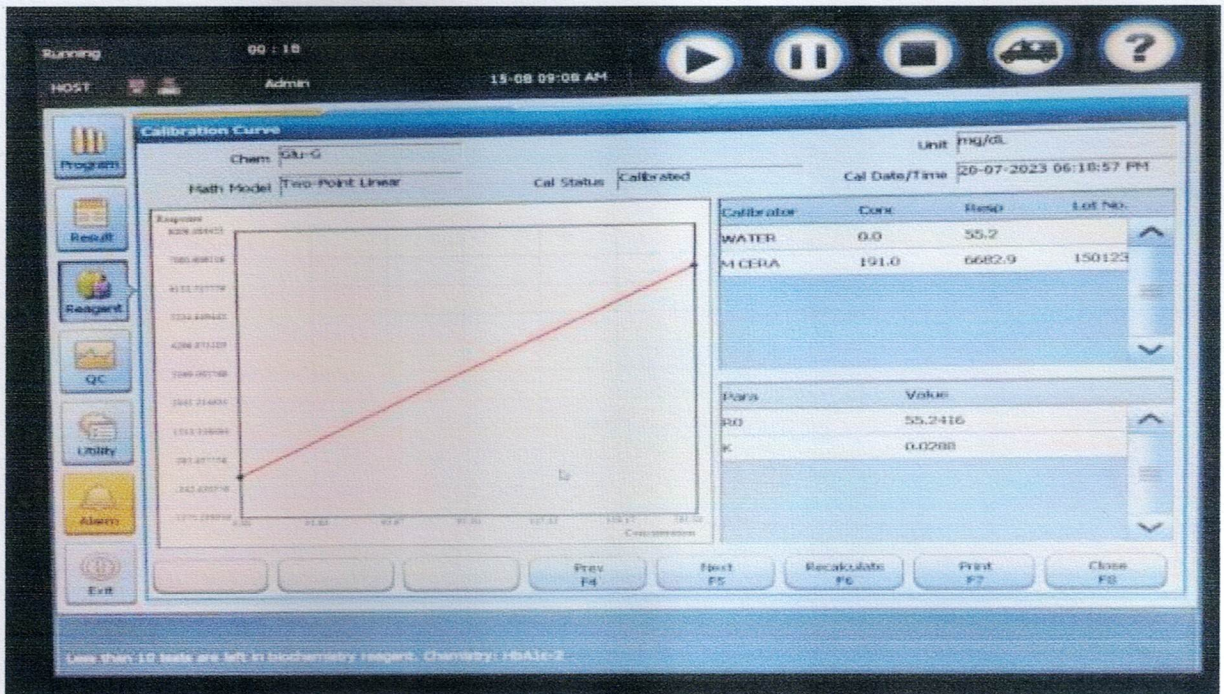 Running 00 : 18
HOST Admin 15-08 09:08 AM
?
Calibration Curve
Chem Glu-G Unit mg/dL
Math Model Two-Point Linear Cal Status Calibrated Cal Date/Time 20-07-2023 06:18:57 PM
Program
Result
Reagent
QC
Utility
Alarm
Exit
Response
Concentration
Calibrator Conc Resp Lot No.
WATER 0.0 55.2
M CERA 191.0 6682.9 150123
Para Value
R0 55.2416
K 0.0288
Prev F4
Next F5
Recalculate F6
Print F7
Close F8
Less than 10 tests are left in biochemistry reagent. Chemistry: HbA1c-2